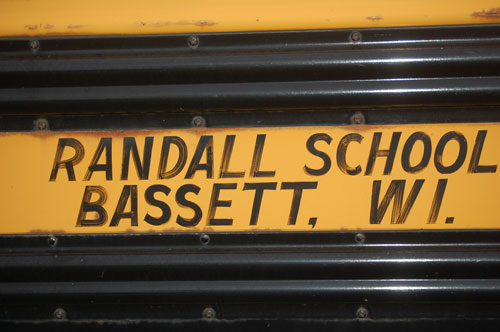 RANDALL SCHOOL
BASSETT, WI.